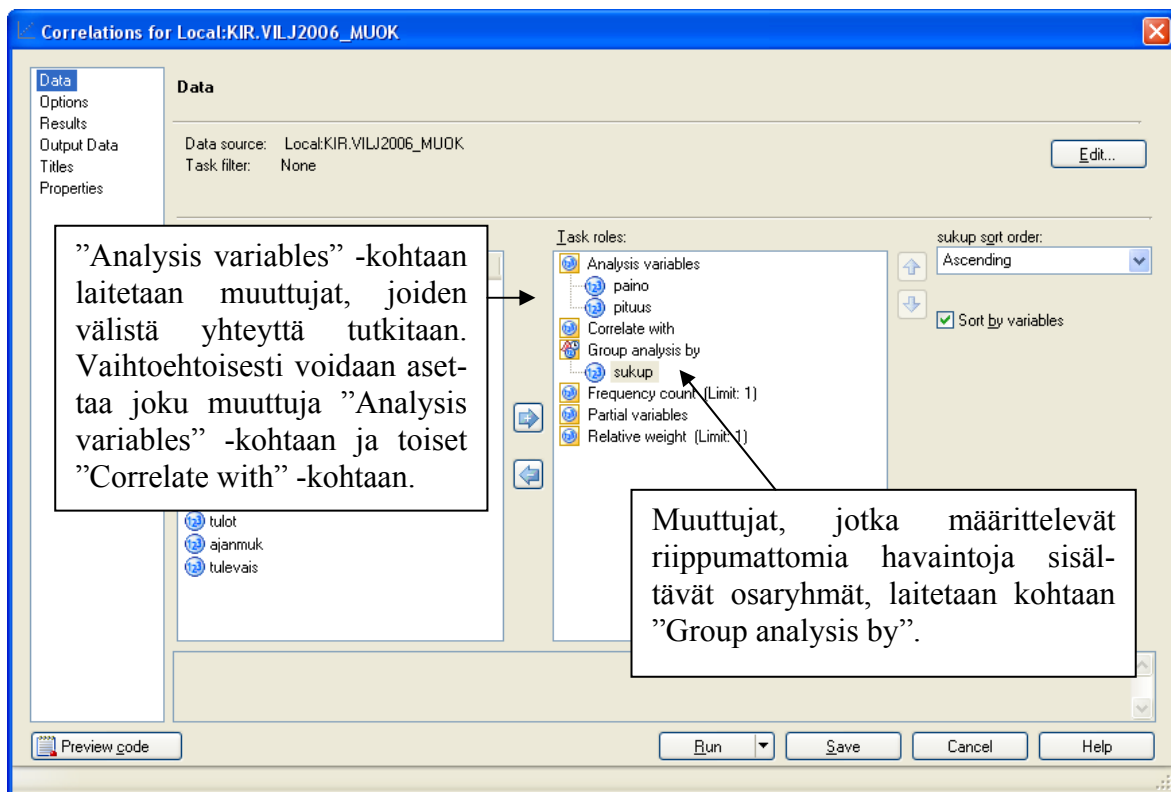 Correlations for Local:KIR.VILJ2006_MUOK
Data
Options
Results
Output Data
Titles
Properties
Data
Data source: Local:KIR.VILJ2006_MUOK
Task filter: None
Edit...
”Analysis variables” -kohtaan
laitetaan muuttujat, joiden
välistä yhteyttä tutkitaan.
Vaihtoehtoisesti voidaan aset-
taa joku muuttuja ”Analysis
variables” -kohtaan ja toiset
”Correlate with” -kohtaan.
tulot
ajanmuk
tulevais
Task roles:
Analysis variables
paino
pituus
Correlate with
Group analysis by
sukup
Frequency count (Limit: 1)
Partial variables
Relative weight (Limit: 1)
sukup sort order:
Ascending
Sort by variables
Muuttujat, jotka määrittelevät
riippumattomia havaintoja sisäl-
tävät osaryhmät, laitetaan kohtaan
”Group analysis by”.
Preview code
Run
Save
Cancel
Help